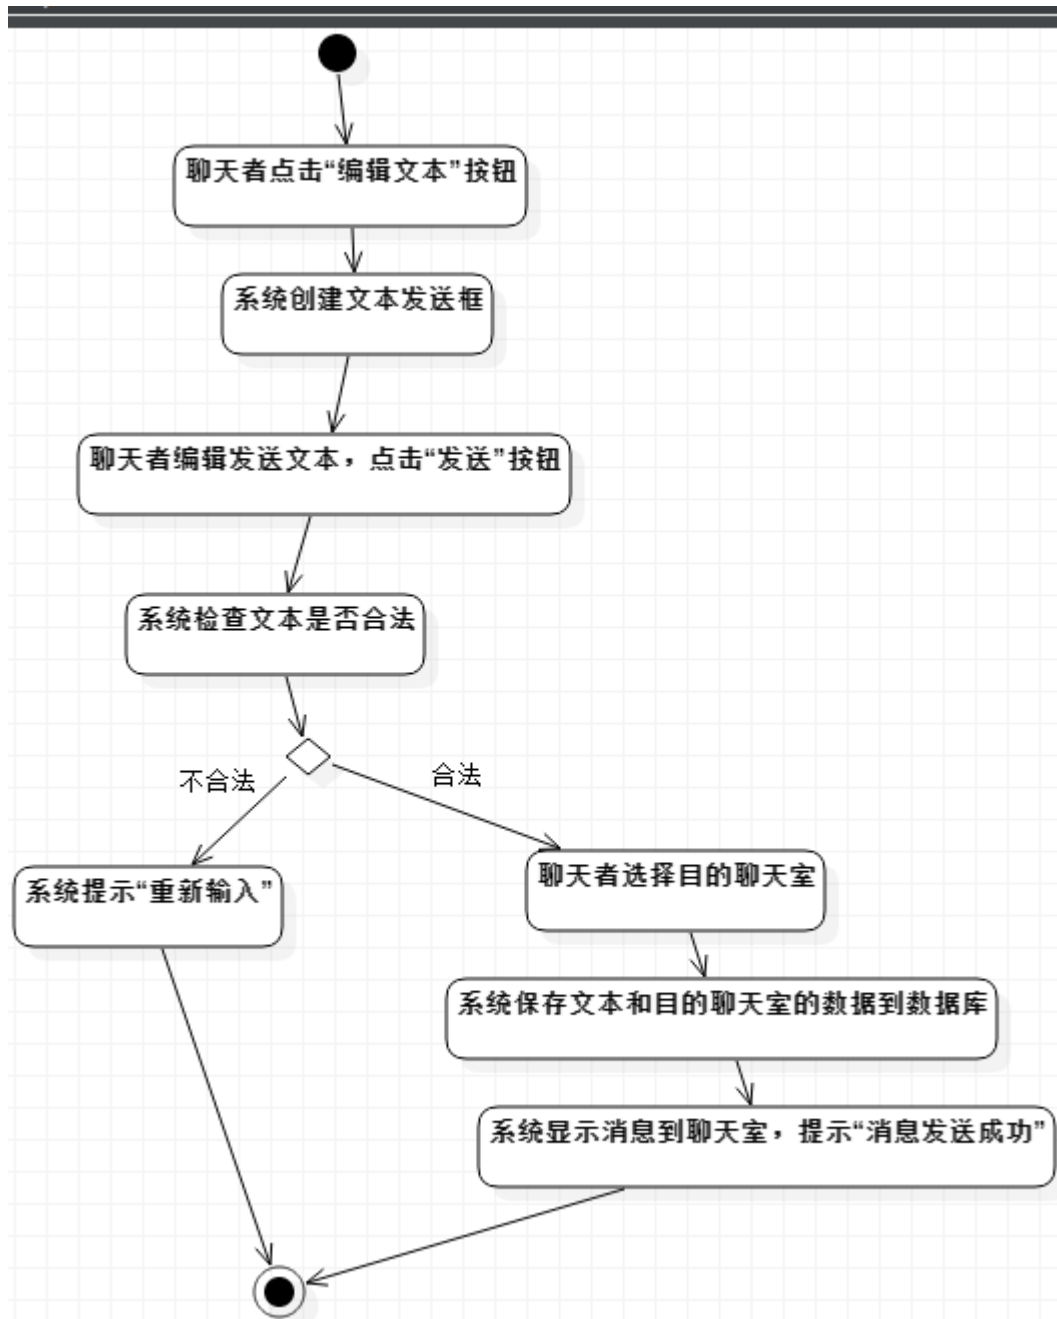 聊天者点击“编辑文本”按钮
系统创建文本发送框
聊天者编辑发送文本，点击“发送”按钮
系统检查文本是否合法
不合法
合法
系统提示“重新输入”
聊天者选择目的聊天室
系统保存文本和目的聊天室的数据到数据库
系统显示消息到聊天室，提示“消息发送成功”